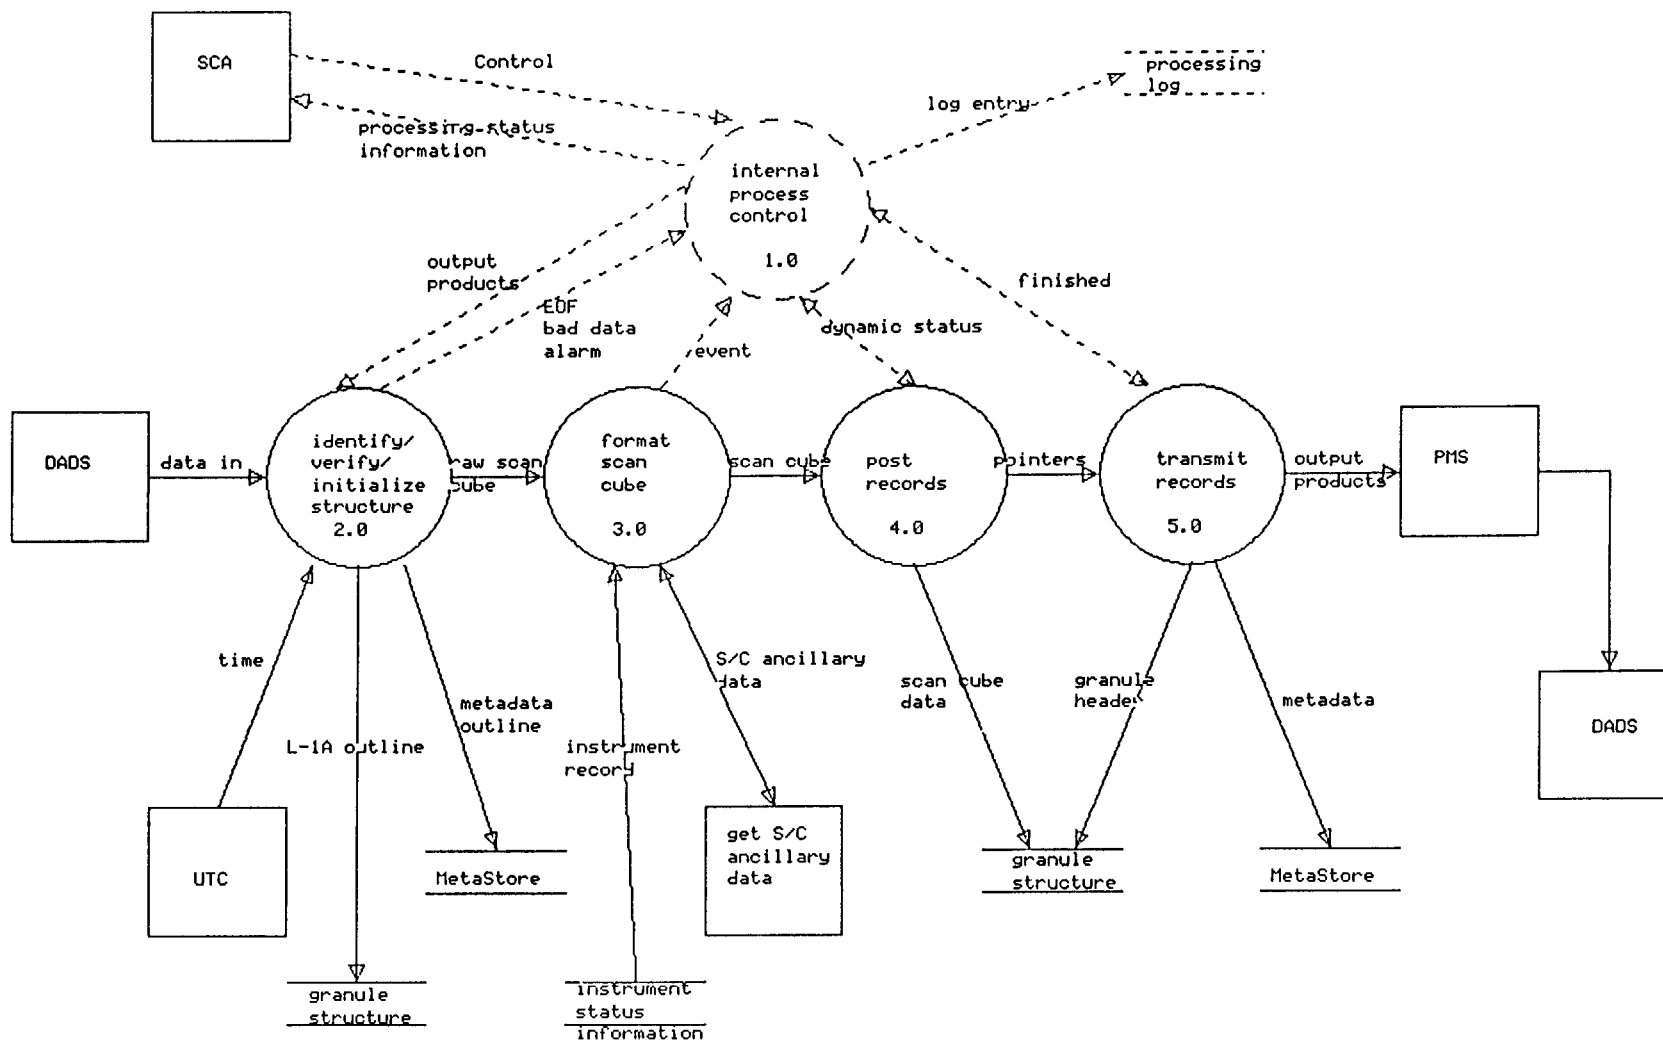 SCA
Control
processing status
information
log entry
processing
log
internal
process
control
1.0
output
products
EOF
bad data
alarm
event
dynamic status
finished
DADS
data in
identify/
verify/
initialize
structure
2.0
raw scan
cube
format
scan
cube
3.0
scan cube
post
records
4.0
pointers
transmit
records
5.0
output
products
PMS
DADS
time
L-1A outline
metadata
outline
instrument
record
S/C ancillary
data
scan cube
data
granule
header
metadata
UTC
MetaStore
get S/C
ancillary
data
granule
structure
MetaStore
granule
structure
instrument
status
information